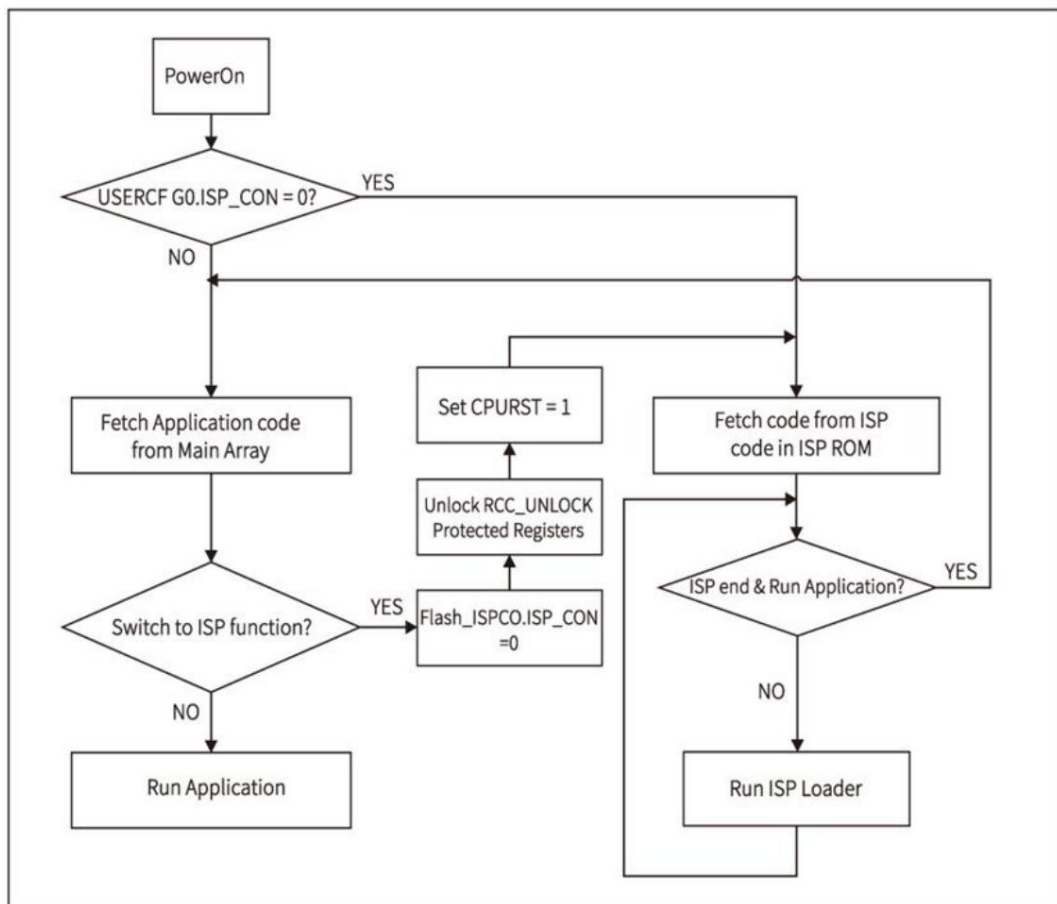 PowerOn
USERCF G0.ISP_CON = 0?
YES
NO
Set CPURST = 1
Fetch Application code
from Main Array
Fetch code from ISP
code in ISP ROM
Unlock RCC_UNLOCK
Protected Registers
ISP end & Run Application?
YES
Switch to ISP function?
YES
Flash_ISPCO.ISP_CON
=0
NO
NO
Run Application
Run ISP Loader